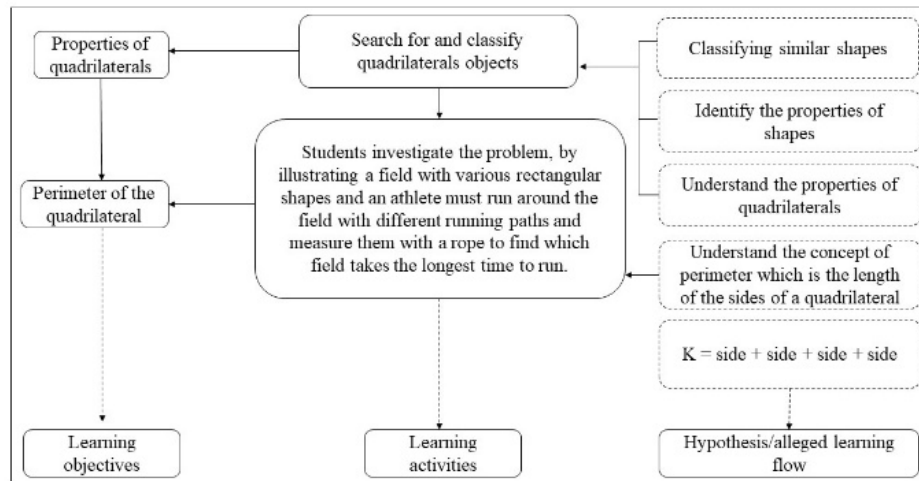 Properties of
quadrilaterals
Search for and classify
quadrilaterals objects
Classifying similar shapes
Identify the properties of
shapes
Understand the properties of
quadrilaterals
Perimeter of the
quadrilateral
Students investigate the problem, by
illustrating a field with various rectangular
shapes and an athlete must run around the
field with different running paths and
measure them with a rope to find which
field takes the longest time to run.
Understand the concept of
perimeter which is the length
of the sides of a quadrilateral
K = side + side + side + side
Learning
objectives
Learning
activities
Hypothesis/alleged learning
flow